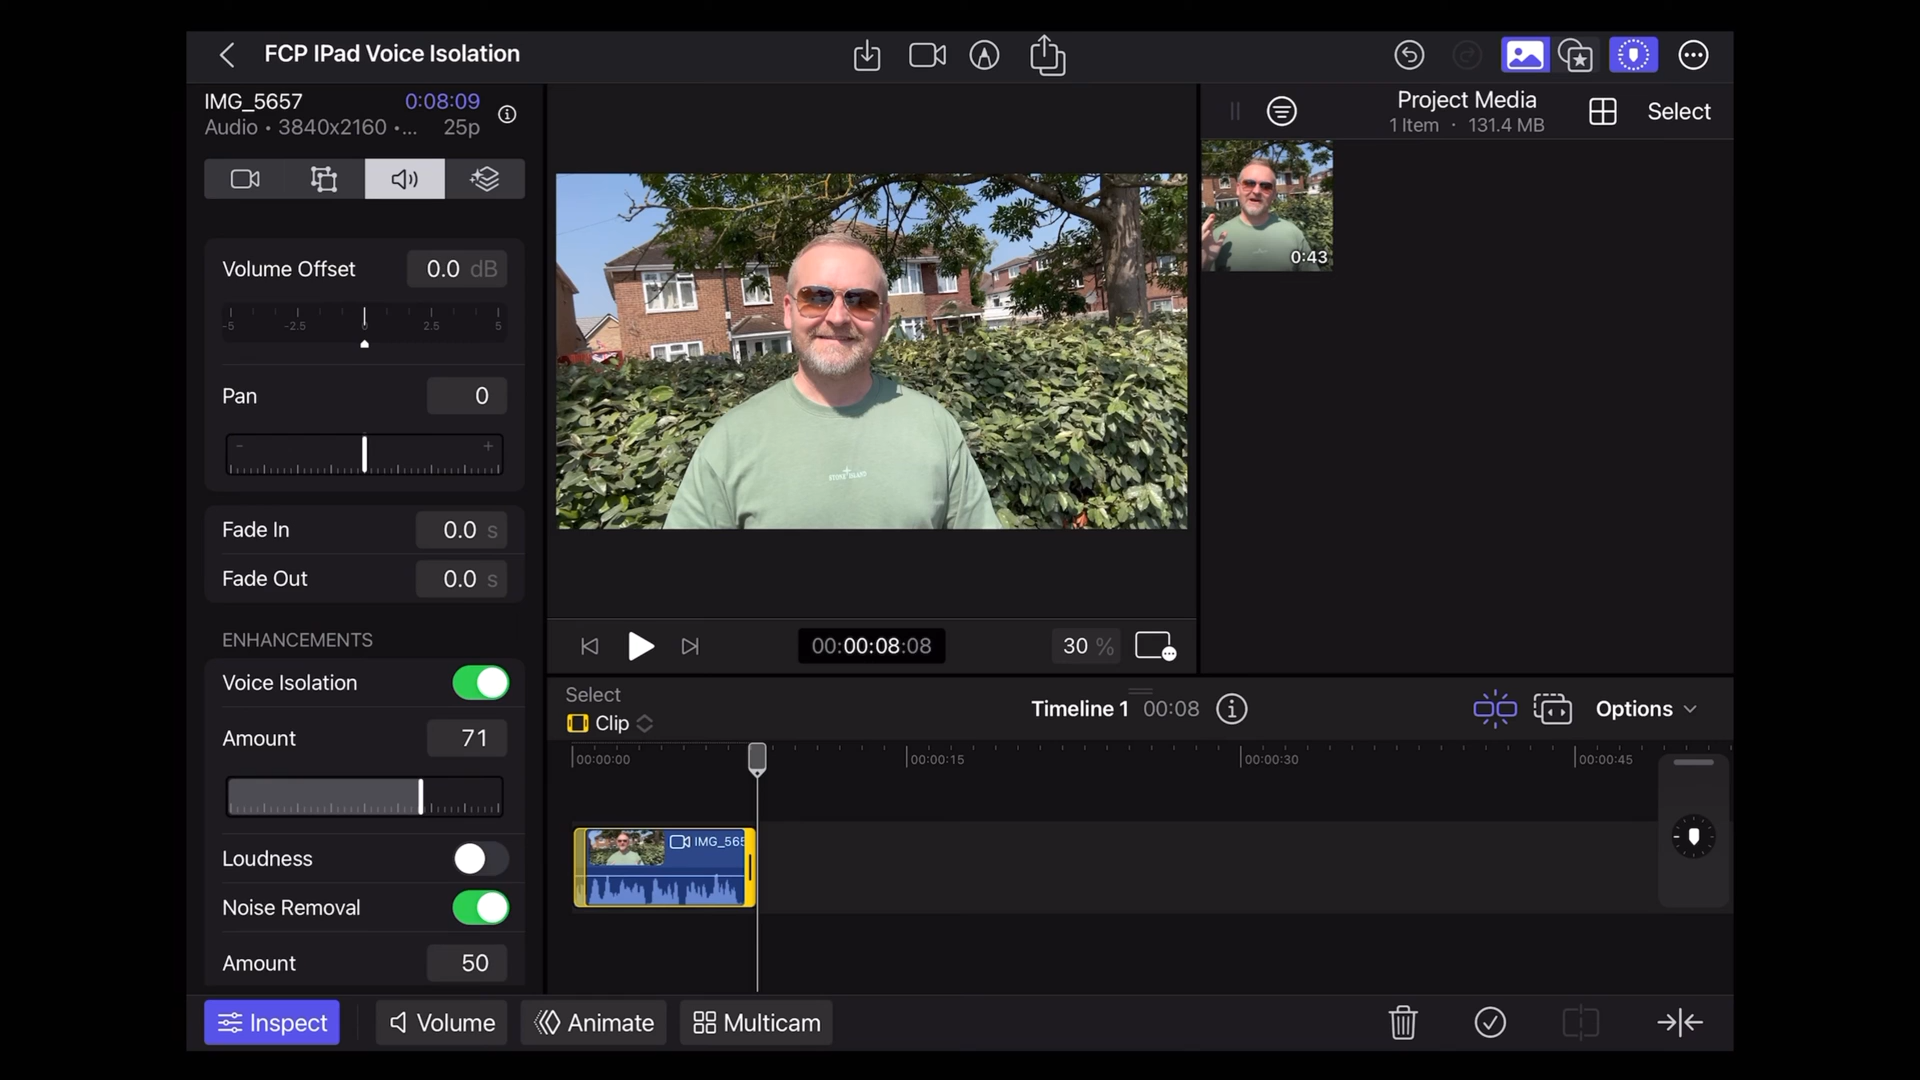 FCP IPad Voice Isolation
IMG_5657 0:08:09
Audio • 3840x2160 •... 25p
Volume Offset 0.0 dB
-5 -2.5 0 2.5 5
Pan 0
- +
Fade In 0.0 s
Fade Out 0.0 s
ENHANCEMENTS
Voice Isolation
Amount 71
Loudness
Noise Removal
Amount 50
STONE ISLAND
00:00:08:08
30 %
Project Media
1 Item · 131.4 MB
Select
0:43
Select
Clip
Timeline 1 00:08
Options
00:00:00 00:00:15 00:00:30 00:00:45
IMG_565
Inspect Volume Animate Multicam